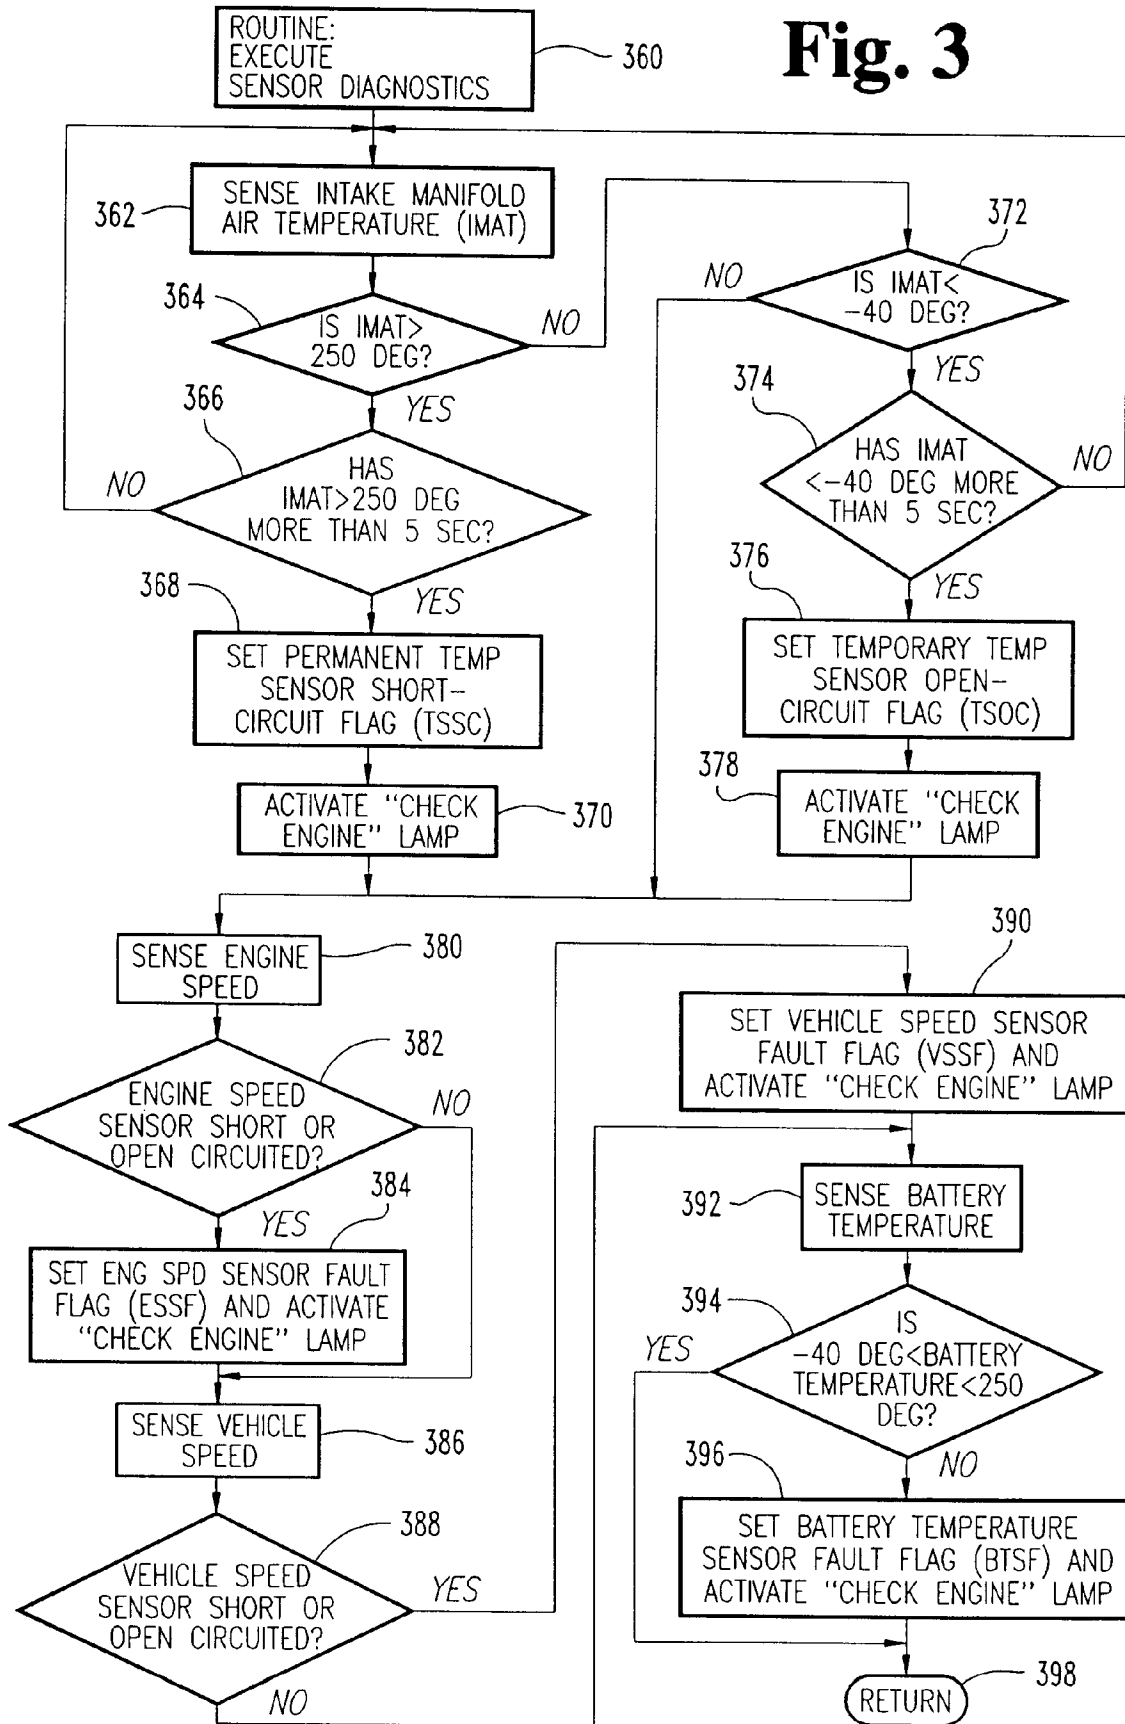 Fig. 3
ROUTINE:
EXECUTE
SENSOR DIAGNOSTICS
360
SENSE INTAKE MANIFOLD
AIR TEMPERATURE (IMAT)
362
364
IS IMAT>
250 DEG?
NO
YES
366
HAS
IMAT>250 DEG
MORE THAN 5 SEC?
NO
YES
368
SET PERMANENT TEMP
SENSOR SHORT-
CIRCUIT FLAG (TSSC)
ACTIVATE "CHECK
ENGINE" LAMP
370
372
IS IMAT<
-40 DEG?
NO
YES
374
HAS IMAT
<-40 DEG MORE
THAN 5 SEC?
NO
YES
376
SET TEMPORARY TEMP
SENSOR OPEN-
CIRCUIT FLAG (TSOC)
378
ACTIVATE "CHECK
ENGINE" LAMP
SENSE ENGINE
SPEED
380
382
ENGINE SPEED
SENSOR SHORT OR
OPEN CIRCUITED?
NO
YES
384
SET ENG SPD SENSOR FAULT
FLAG (ESSF) AND ACTIVATE
"CHECK ENGINE" LAMP
SENSE VEHICLE
SPEED
386
388
VEHICLE SPEED
SENSOR SHORT OR
OPEN CIRCUITED?
YES
NO
390
SET VEHICLE SPEED SENSOR
FAULT FLAG (VSSF) AND
ACTIVATE "CHECK ENGINE" LAMP
392
SENSE BATTERY
TEMPERATURE
394
IS
-40 DEG<BATTERY
TEMPERATURE<250
DEG?
YES
NO
396
SET BATTERY TEMPERATURE
SENSOR FAULT FLAG (BTSF) AND
ACTIVATE "CHECK ENGINE" LAMP
RETURN
398